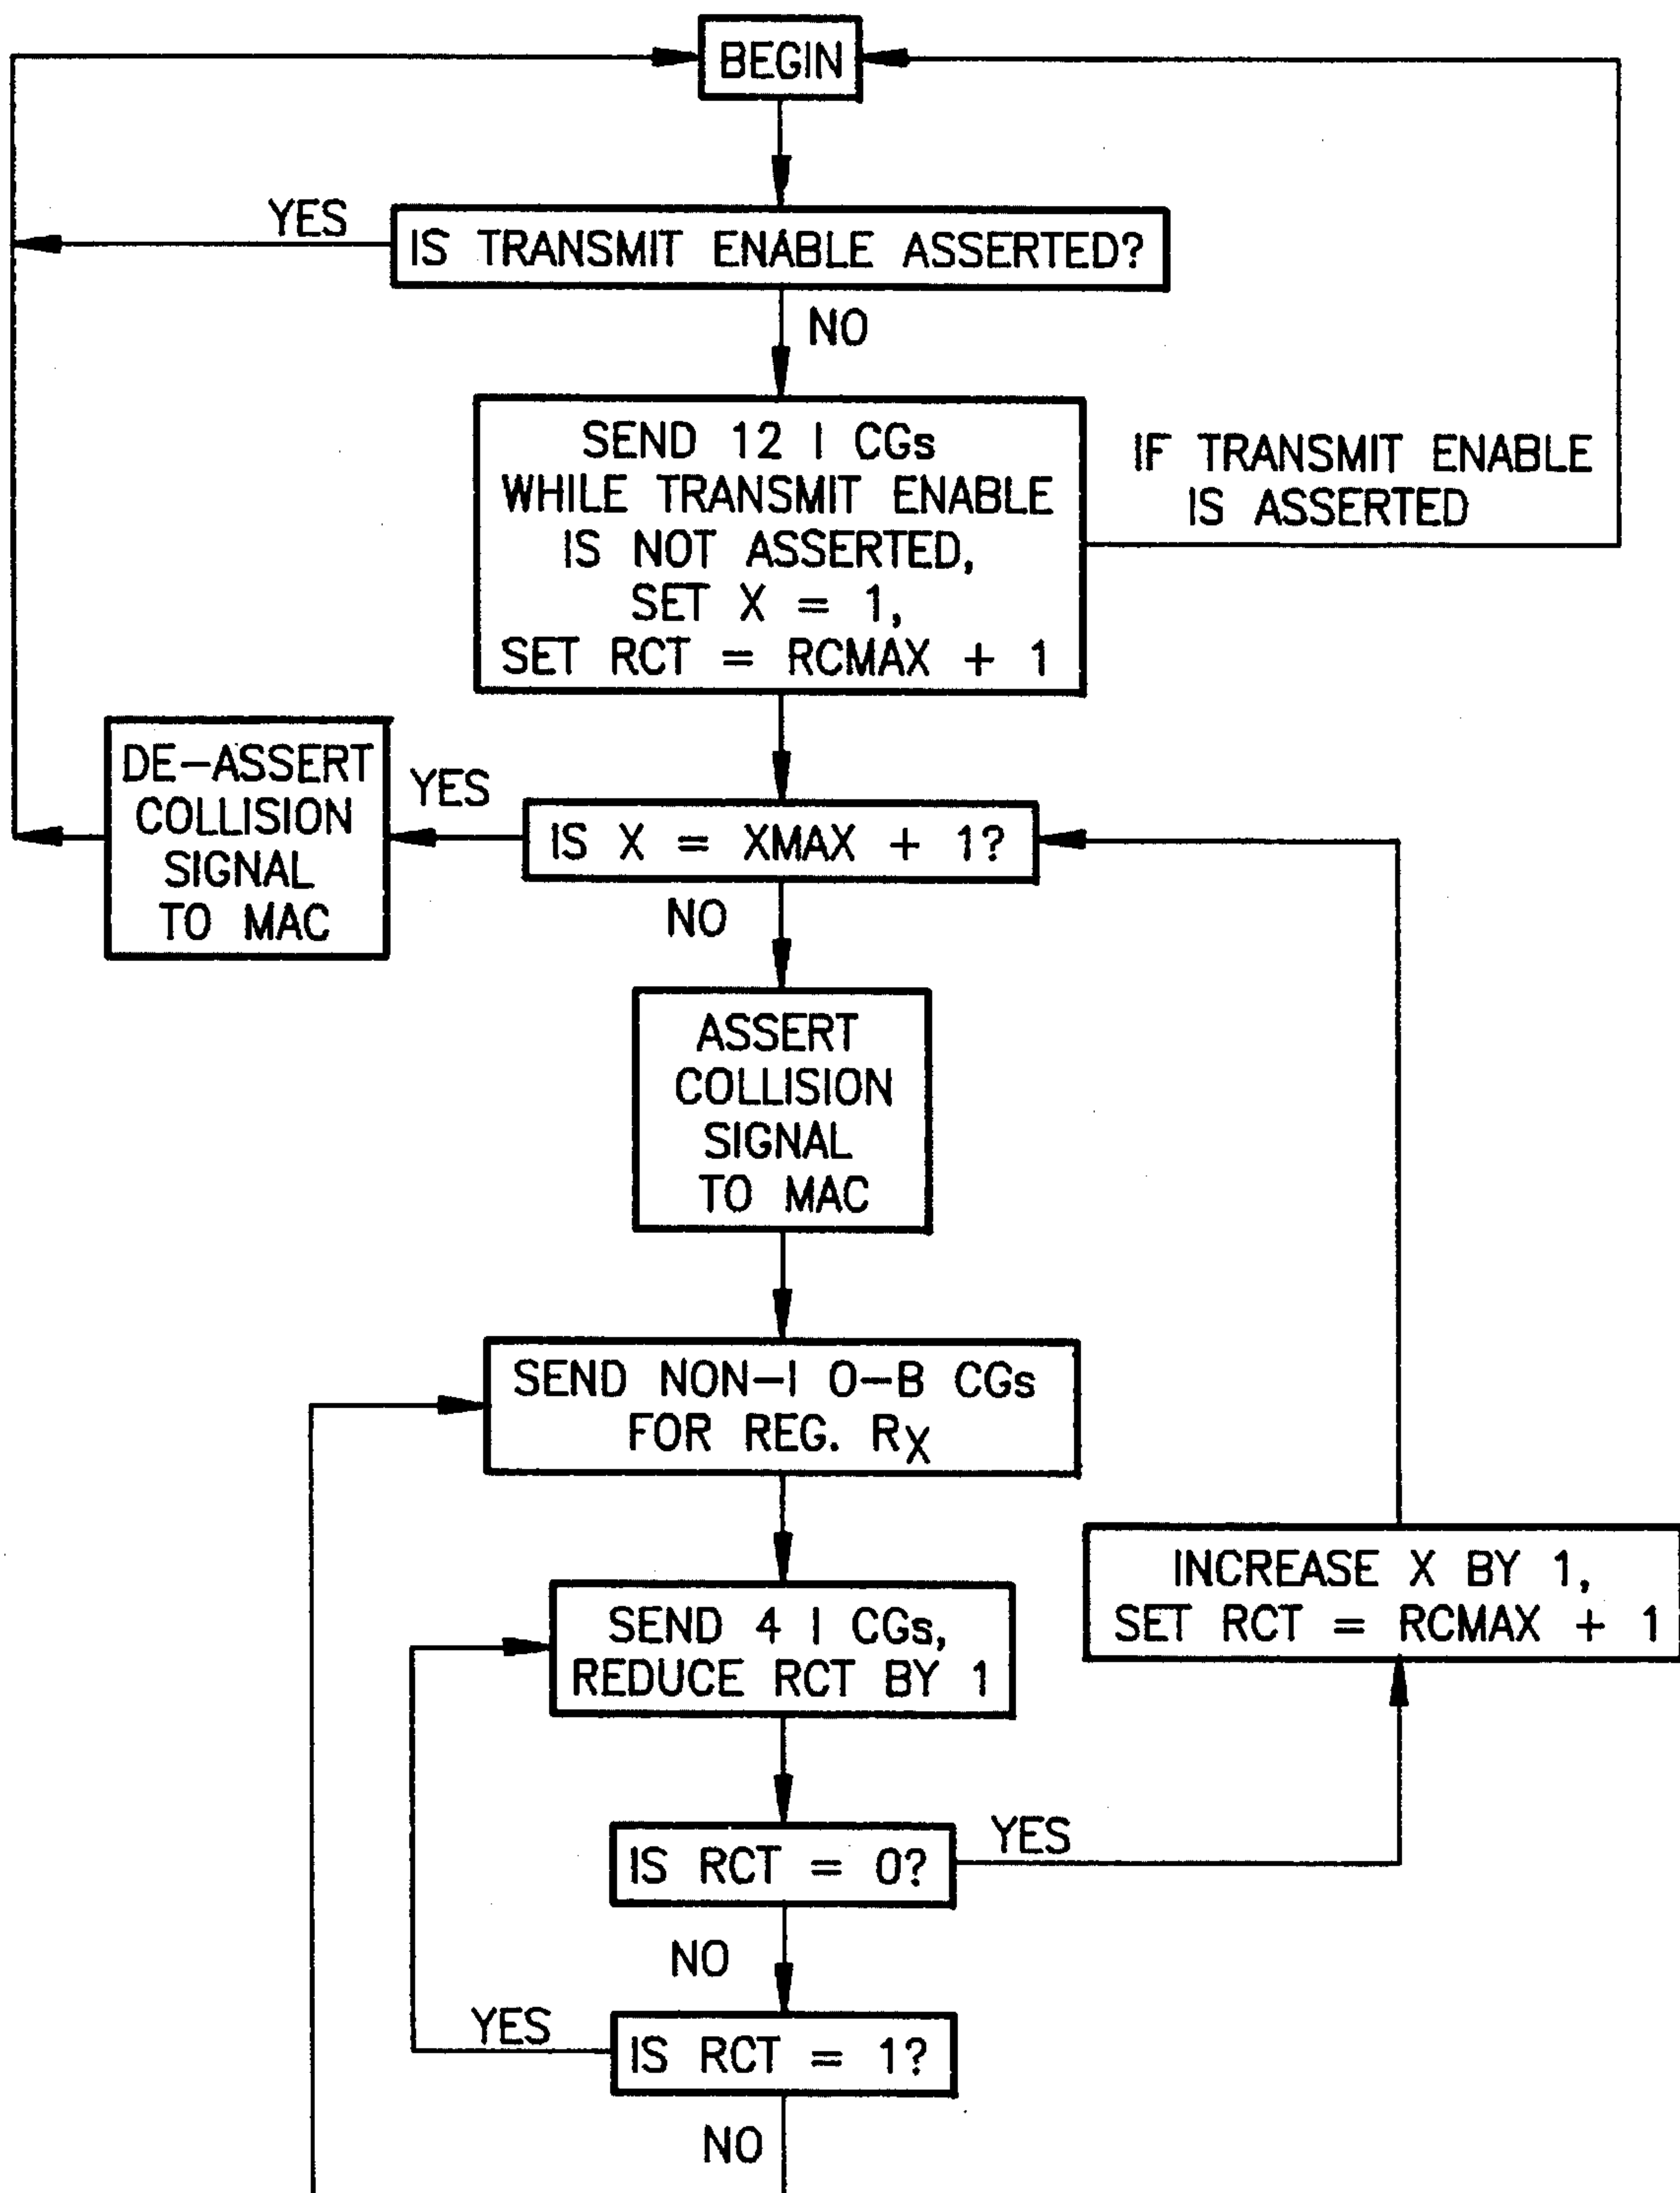 BEGIN
YES
IS TRANSMIT ENABLE ASSERTED?
NO
SEND 12 I CGs
WHILE TRANSMIT ENABLE
IS NOT ASSERTED,
SET X = 1,
SET RCT = RCMAX + 1
IF TRANSMIT ENABLE
IS ASSERTED
DE-ASSERT
COLLISION
SIGNAL
TO MAC
YES
IS X = XMAX + 1?
NO
ASSERT
COLLISION
SIGNAL
TO MAC
SEND NON-I O-B CGs
FOR REG. RX
SEND 4 I CGs,
REDUCE RCT BY 1
INCREASE X BY 1,
SET RCT = RCMAX + 1
IS RCT = 0?
YES
NO
YES
IS RCT = 1?
NO